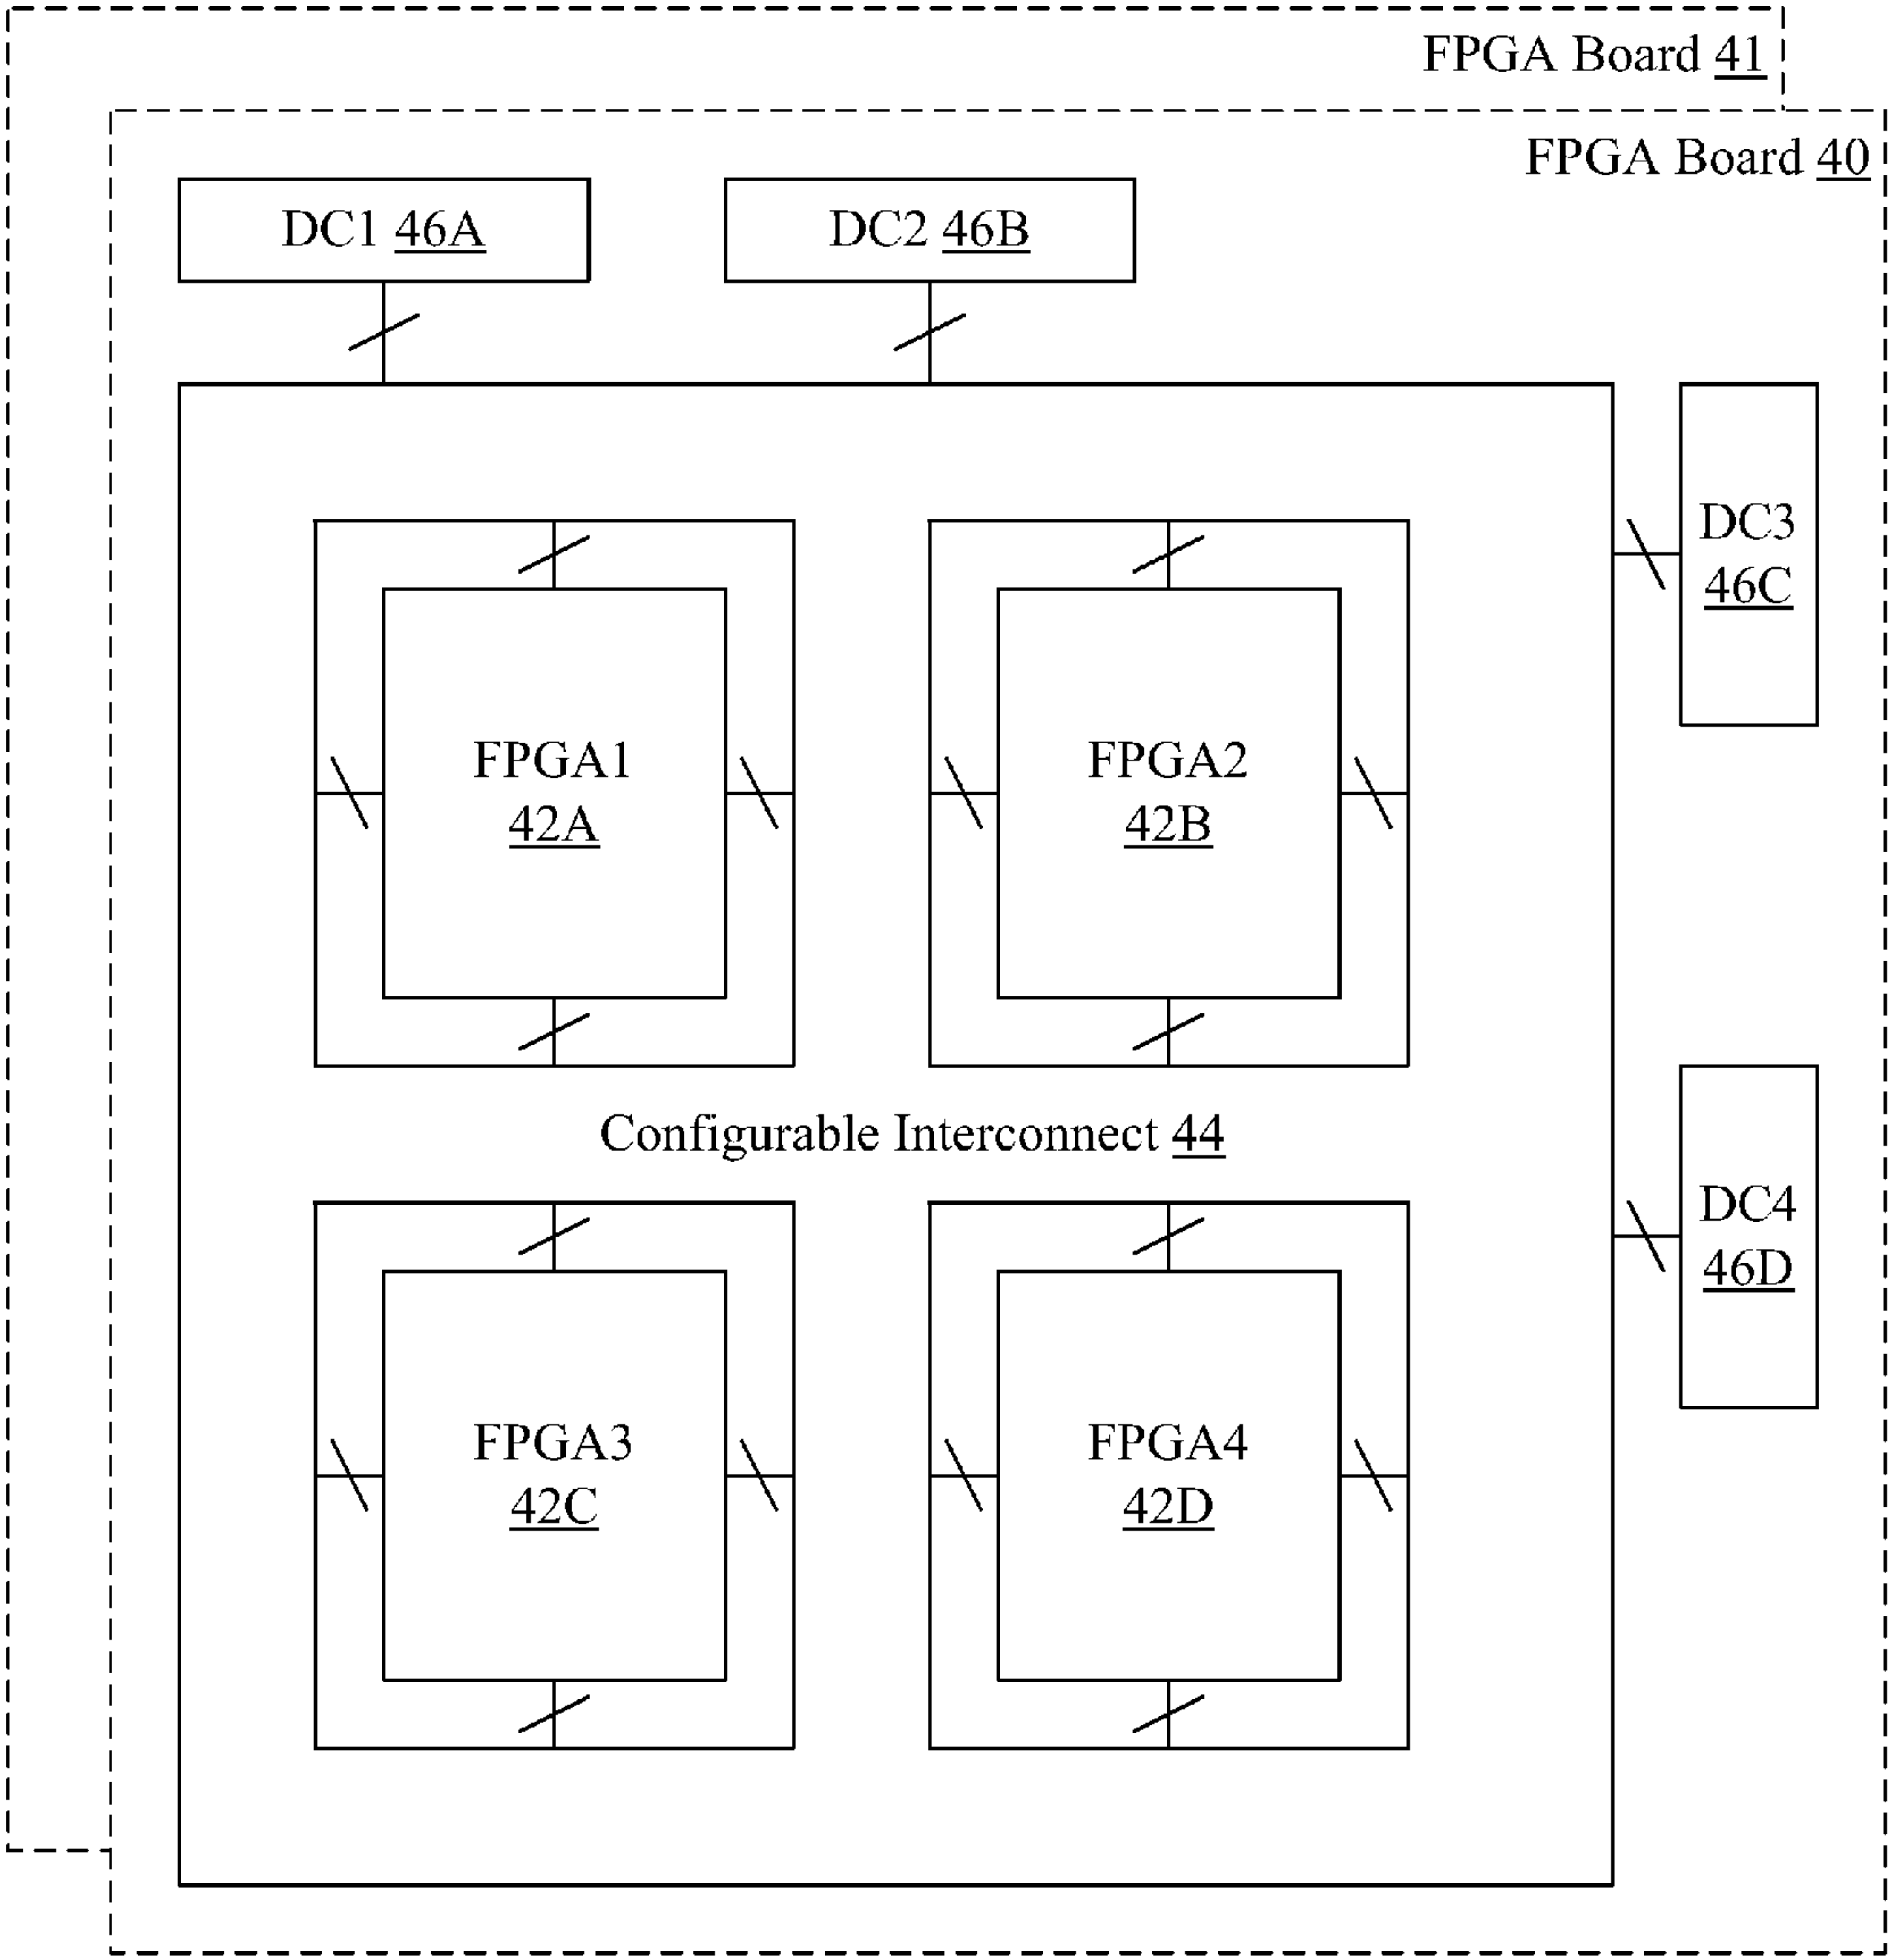 FPGA Board 41
FPGA Board 40
DC1 46A
DC2 46B
DC3
46C
FPGA1
42A
FPGA2
42B
Configurable Interconnect 44
DC4
46D
FPGA3
42C
FPGA4
42D